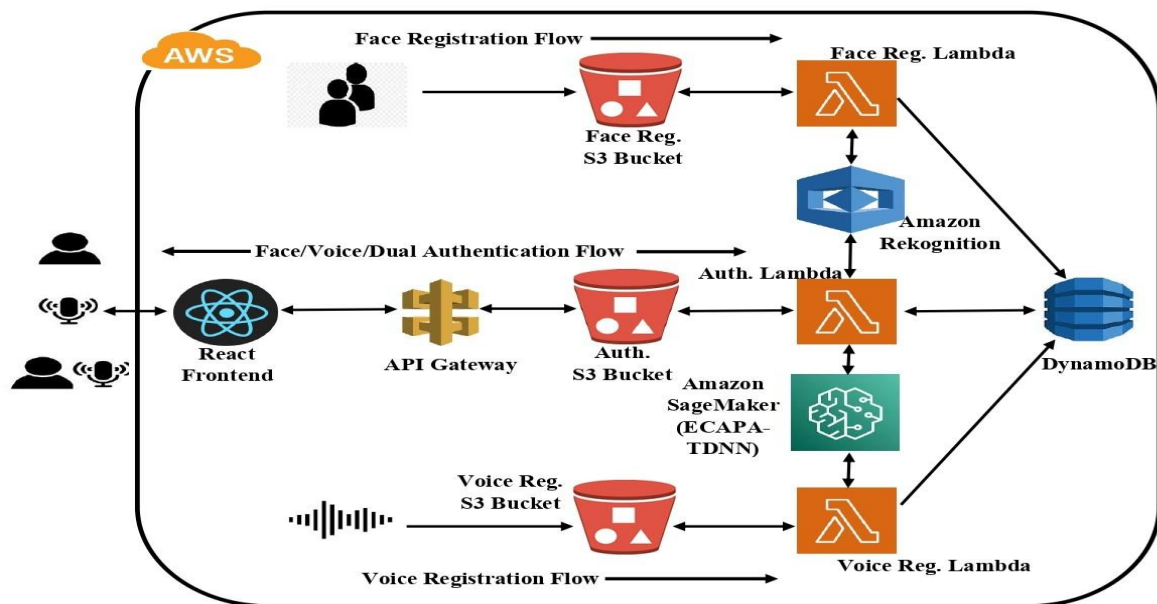 AWS
Face Registration Flow
Face Reg. Lambda
Face Reg.
S3 Bucket
Amazon
Rekognition
Face/Voice/Dual Authentication Flow
Auth. Lambda
React
Frontend
API Gateway
Auth.
S3 Bucket
DynamoDB
Amazon
SageMaker
(ECAPA-
TDNN)
Voice Reg.
S3 Bucket
Voice Registration Flow
Voice Reg. Lambda